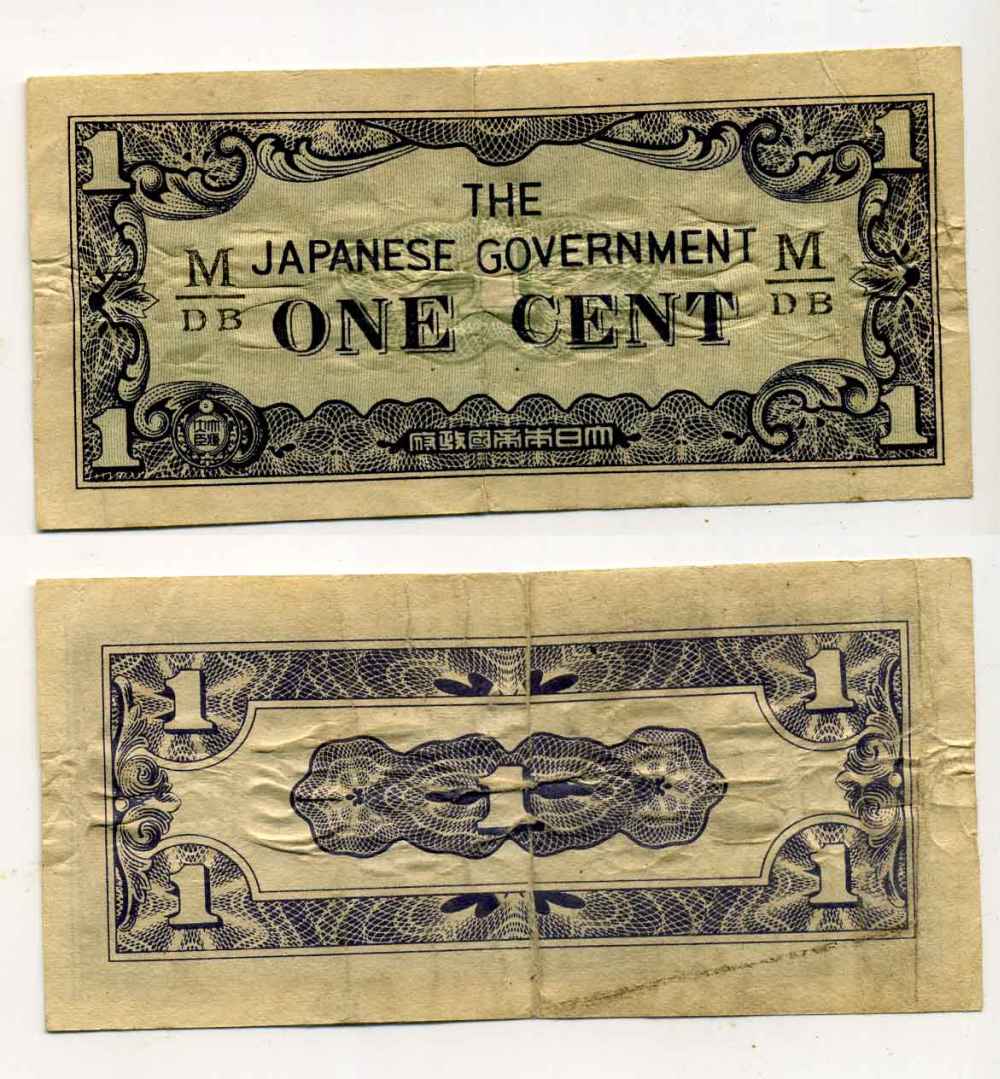 1 1
THE
M JAPANESE GOVERNMENT M
DB ONE CENT DB
1 1
大日本帝國政府
1 1
1
1 1